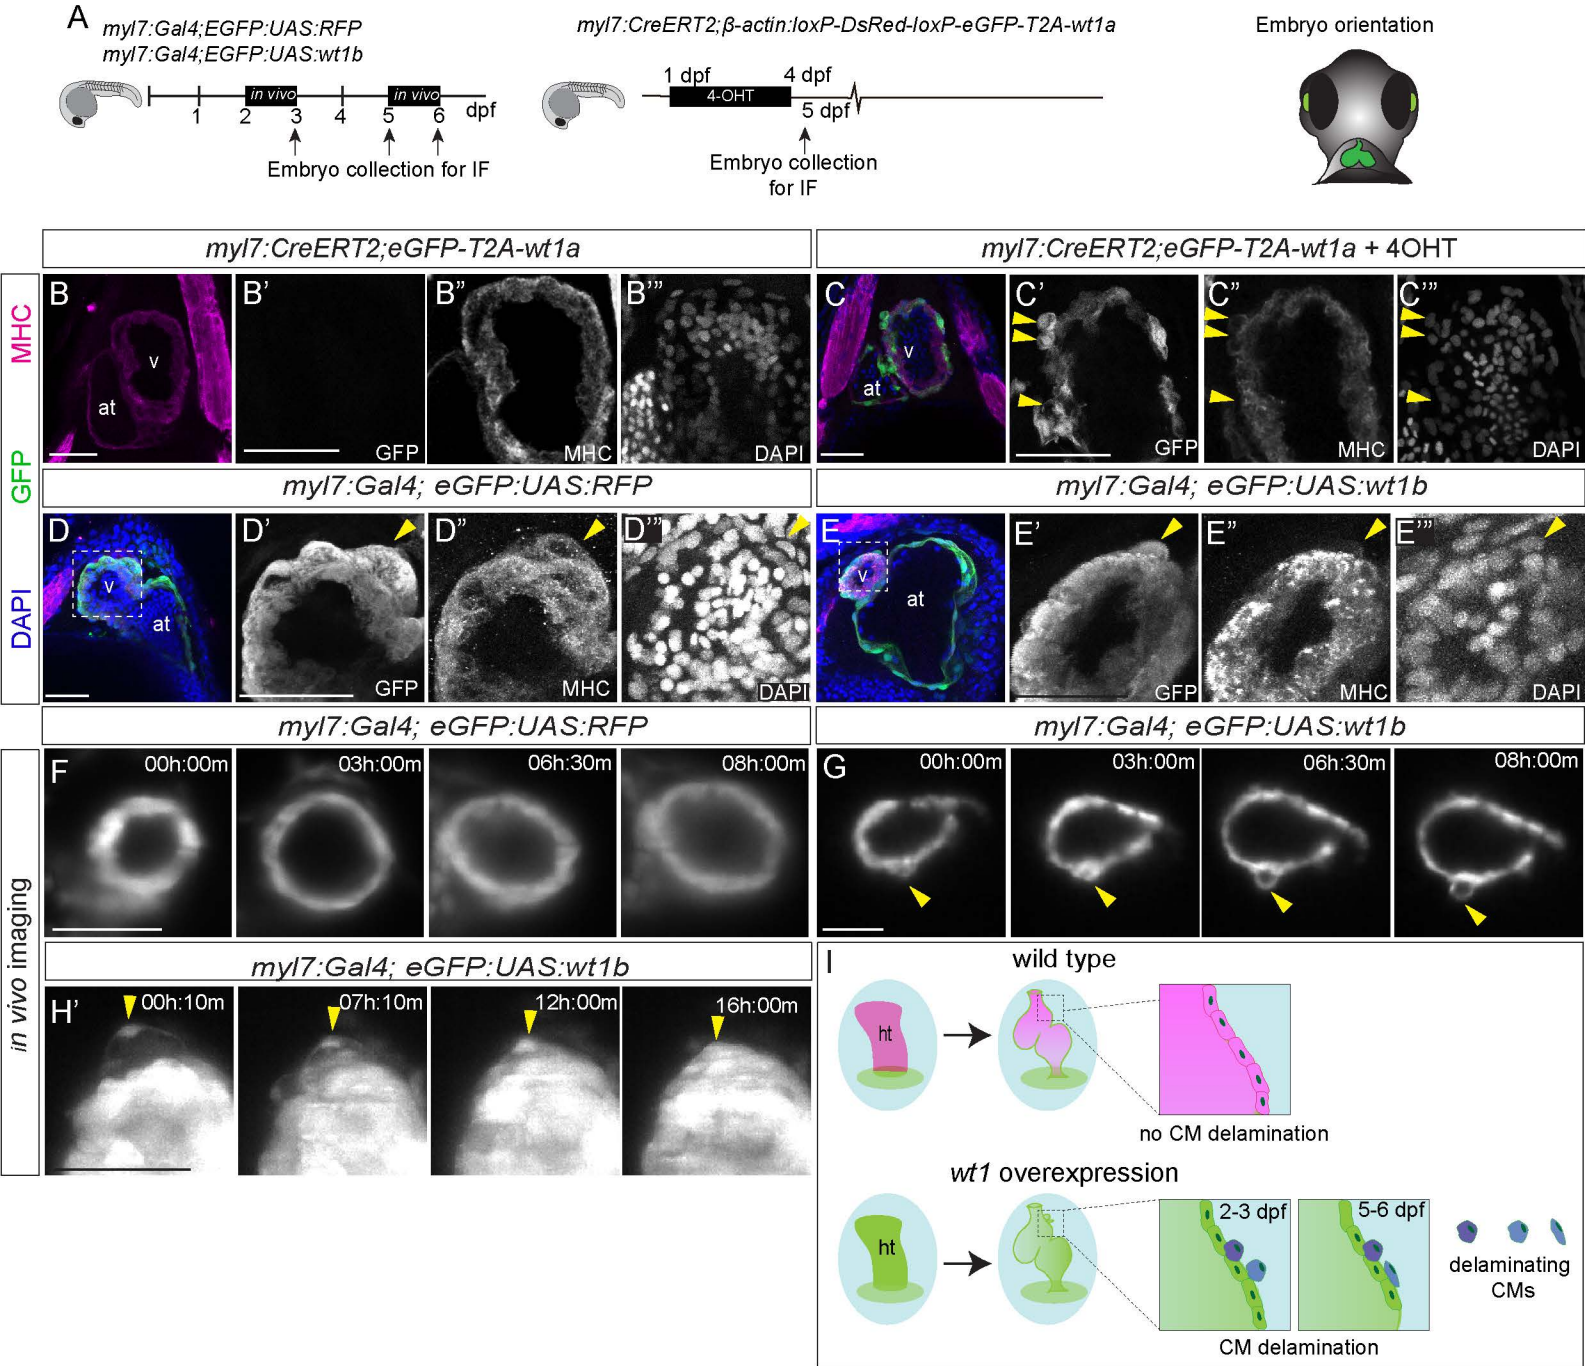 A
myl7:Gal4;EGFP:UAS:RFP
myl7:Gal4;EGFP:UAS:wt1b
in vivo
in vivo
1
2
3
4
5
6
dpf
Embryo collection for IF
myl7:CreERT2;β-actin:loxP-DsRed-loxP-eGFP-T2A-wt1a
1 dpf
4 dpf
4-OHT
5 dpf
Embryo collection
for IF
Embryo orientation
myl7:CreERT2;eGFP-T2A-wt1a
myl7:CreERT2;eGFP-T2A-wt1a + 4OHT
MHC
GFP
DAPI
B
v
at
B'
GFP
B''
MHC
B'''
DAPI
C
v
at
C'
GFP
C''
MHC
C'''
DAPI
myl7:Gal4; eGFP:UAS:RFP
myl7:Gal4; eGFP:UAS:wt1b
D
v
at
D'
GFP
D''
MHC
D'''
DAPI
E
v
at
E'
GFP
E''
MHC
E'''
DAPI
myl7:Gal4; eGFP:UAS:RFP
myl7:Gal4; eGFP:UAS:wt1b
in vivo imaging
F
00h:00m
03h:00m
06h:30m
08h:00m
G
00h:00m
03h:00m
06h:30m
08h:00m
myl7:Gal4; eGFP:UAS:wt1b
H'
00h:10m
07h:10m
12h:00m
16h:00m
I
wild type
ht
no CM delamination
wt1 overexpression
ht
2-3 dpf
5-6 dpf
delaminating
CMs
CM delamination